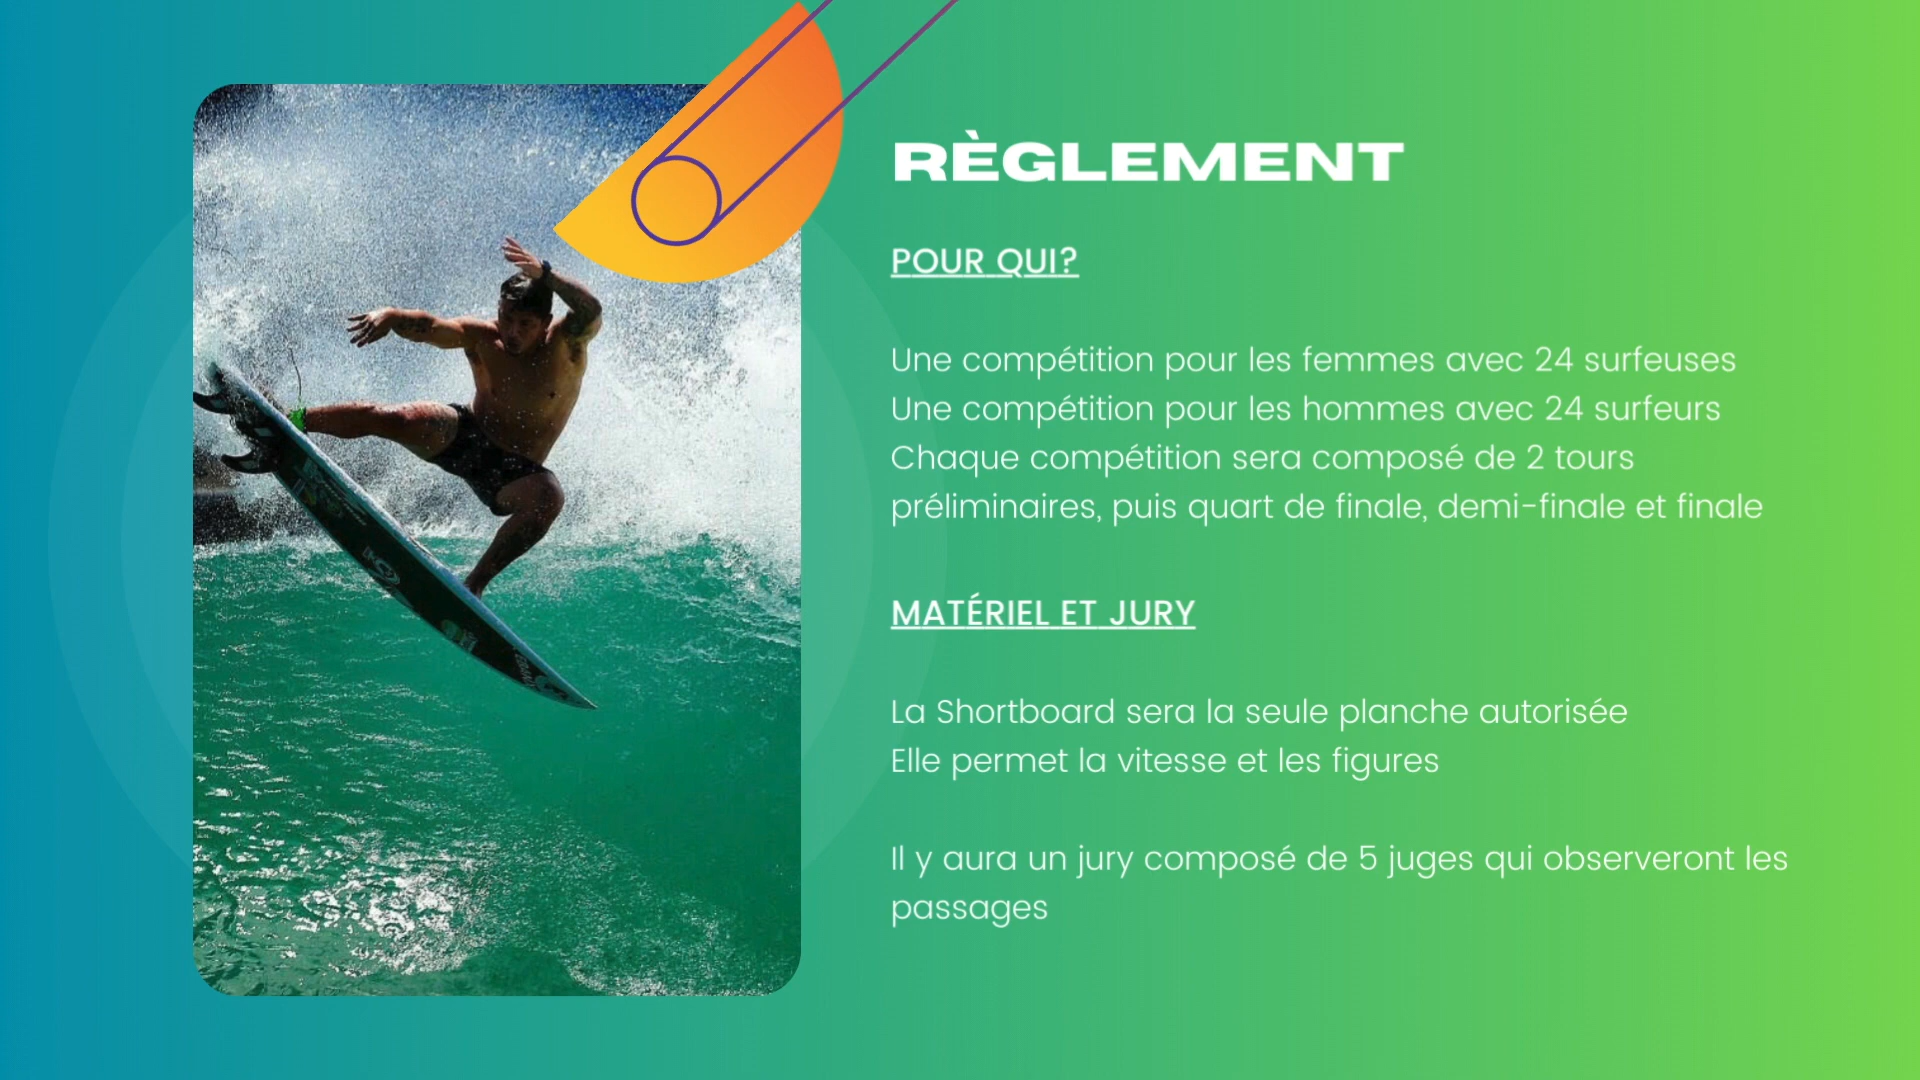 RÈGLEMENT
POUR QUI?
Une compétition pour les femmes avec 24 surfeuses
Une compétition pour les hommes avec 24 surfeurs
Chaque compétition sera composé de 2 tours
préliminaires, puis quart de finale, demi-finale et finale
MATÉRIEL ET JURY
La Shortboard sera la seule planche autorisée
Elle permet la vitesse et les figures
Il y aura un jury composé de 5 juges qui observeront les
passages